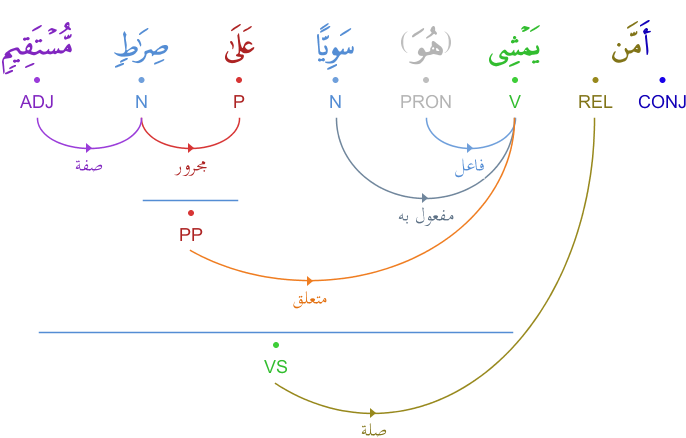 أَمَّن يَمْشِى (هُوَ) سَوِيًّا عَلَىٰ صِرَٰطٍ مُّسْتَقِيمٍ
CONJ REL V PRON N P N ADJ
فاعل مجرور صفة
مفعول به
PP
متعلق
VS
صلة